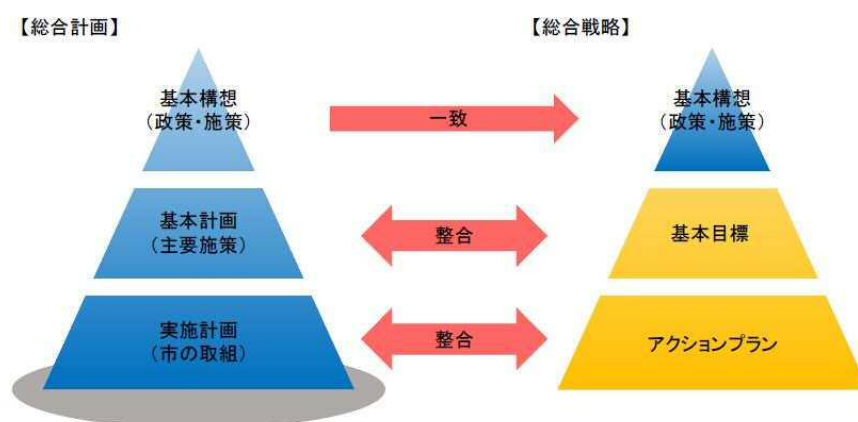 【総合計画】
【総合戦略】
基本構想
（政策・施策）
一致
基本構想
（政策・施策）
基本計画
（主要施策）
整合
基本目標
実施計画
（市の取組）
整合
アクションプラン